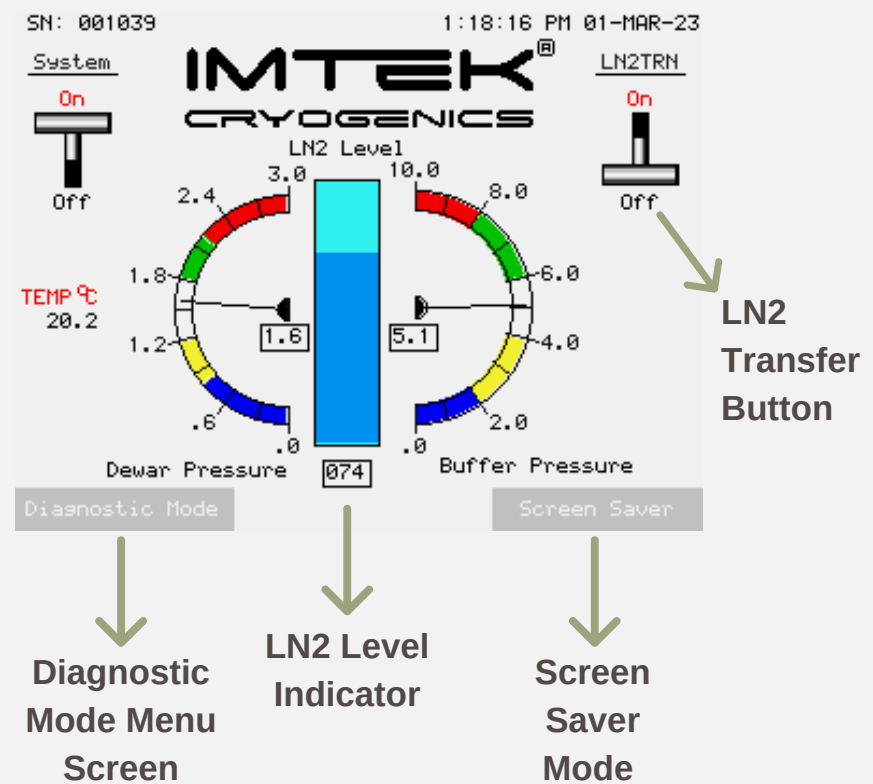 SN: 001039
1:18:16 PM 01-MAR-23
System
On
Off
IMTEK®
CRYOGENICS
LN2TRN
On
Off
LN2 Level
3.0
2.4
1.8
1.2
.6
.0
10.0
8.0
6.0
4.0
2.0
.0
TEMP °C
20.2
1.6
5.1
Dewar Pressure
074
Buffer Pressure
Diagnostic Mode
Screen Saver
LN2
Transfer
Button
Diagnostic
Mode Menu
Screen
LN2 Level
Indicator
Screen
Saver
Mode